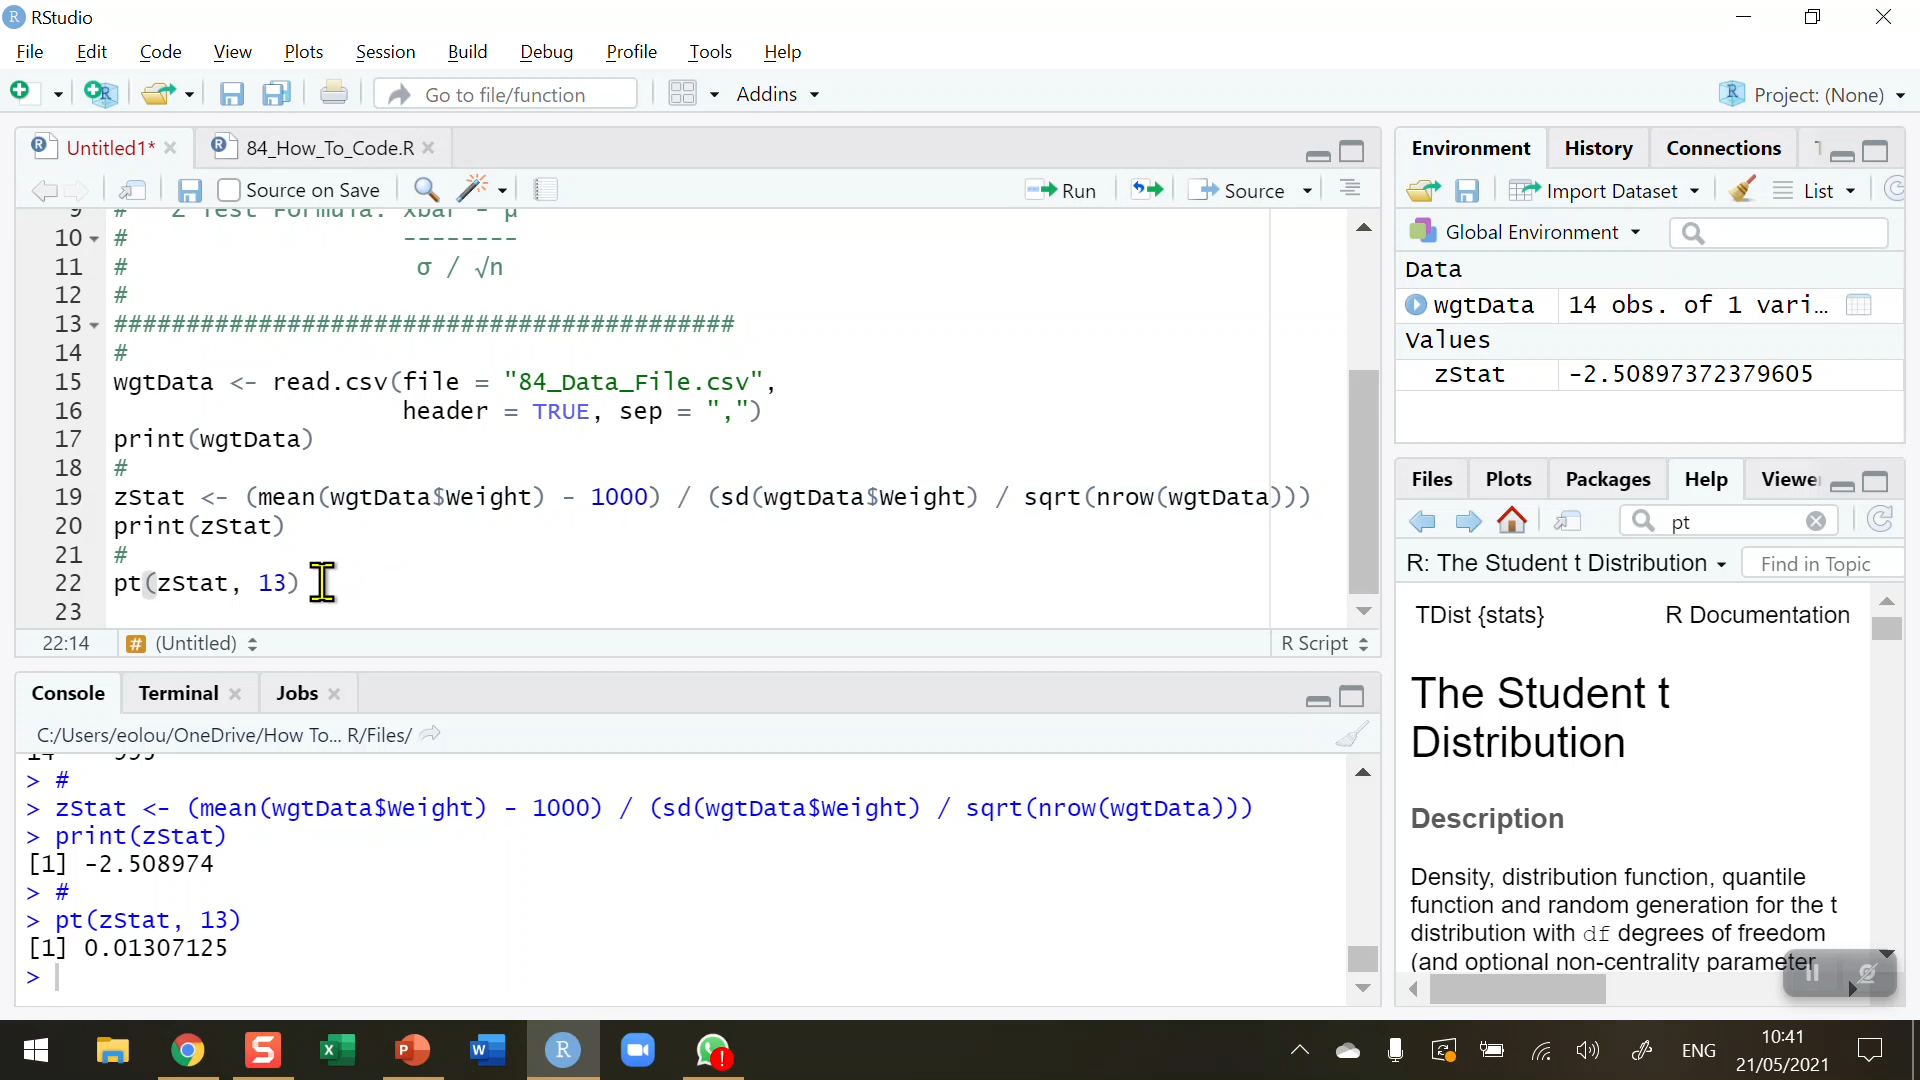 RStudio
File Edit Code View Plots Session Build Debug Profile Tools Help
Go to file/function Addins Project: (None)
Untitled1* 84_How_To_Code.R
Source on Save Run Source
9 # Z Test Formula: xbar - μ
10 # --------
11 # σ / √n
12 #
13 ###########################################
14 #
15 wgtData <- read.csv(file = "84_Data_File.csv",
16 header = TRUE, sep = ",")
17 print(wgtData)
18 #
19 zStat <- (mean(wgtData$Weight) - 1000) / (sd(wgtData$Weight) / sqrt(nrow(wgtData)))
20 print(zStat)
21 #
22 pt(zStat, 13)
23
22:14 # (Untitled) R Script
Console Terminal Jobs
C:/Users/eolou/OneDrive/How To... R/Files/
> #
> zStat <- (mean(wgtData$Weight) - 1000) / (sd(wgtData$Weight) / sqrt(nrow(wgtData)))
> print(zStat)
[1] -2.508974
> #
> pt(zStat, 13)
[1] 0.01307125
>
Environment History Connections
Import Dataset List
Global Environment
Data
wgtData 14 obs. of 1 vari…
Values
zStat -2.50897372379605
Files Plots Packages Help Viewe
pt
R: The Student t Distribution Find in Topic
TDist {stats} R Documentation
The Student t
Distribution
Description
Density, distribution function, quantile
function and random generation for the t
distribution with df degrees of freedom
(and optional non-centrality parameter
ENG 10:41
21/05/2021